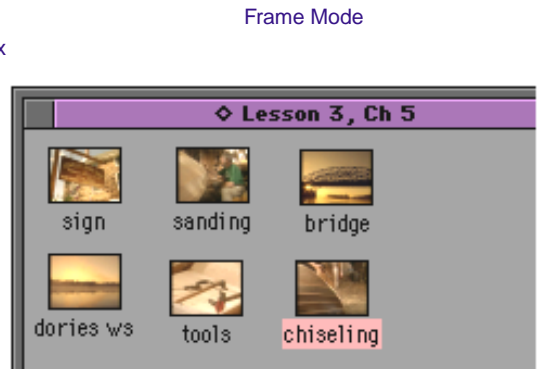 Frame Mode
x
◇ Lesson 3, Ch 5
sign sanding bridge
dories ws tools chiseling